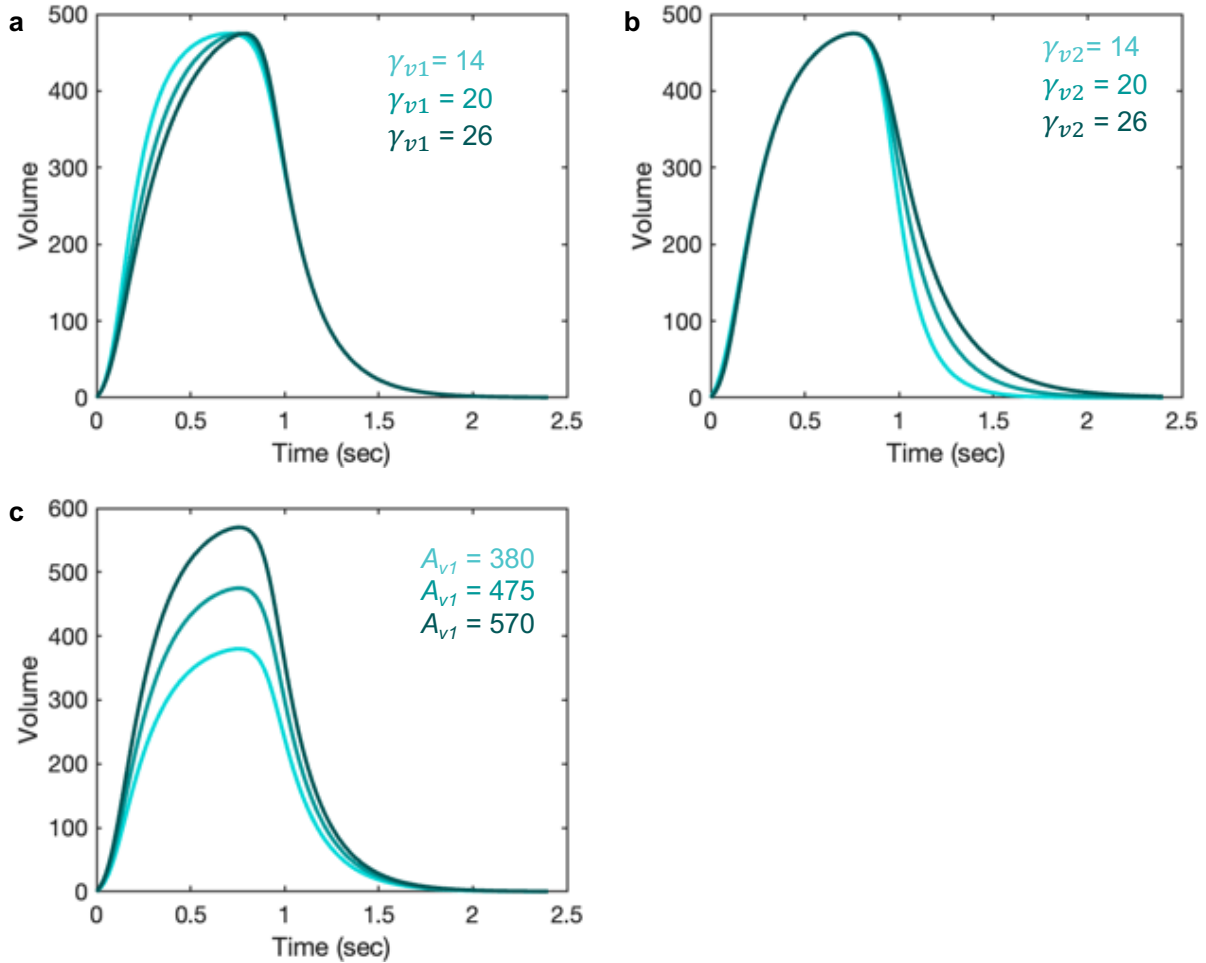 a
500
400
300
200
100
0
Volume
γv1= 14
γv1 = 20
γv1 = 26
0 0.5 1 1.5 2 2.5
Time (sec)
b
500
400
300
200
100
0
Volume
γv2= 14
γv2 = 20
γv2 = 26
0 0.5 1 1.5 2 2.5
Time (sec)
c
600
500
400
300
200
100
0
Volume
Av1 = 380
Av1 = 475
Av1 = 570
0 0.5 1 1.5 2 2.5
Time (sec)